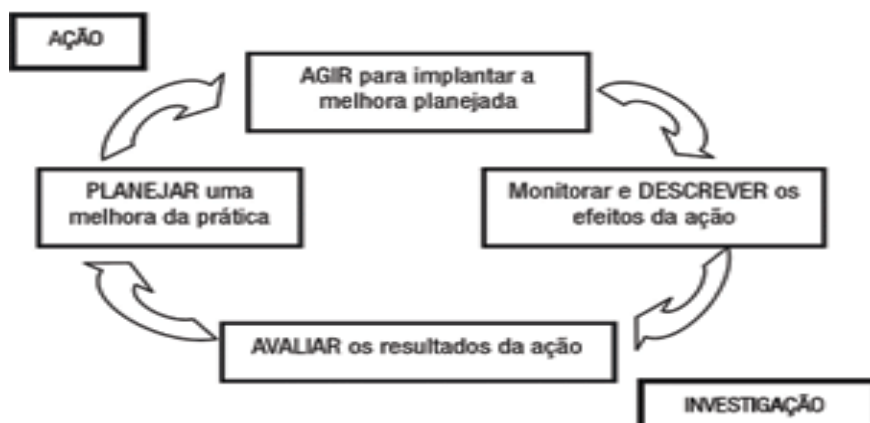 AÇÃO
AGIR para implantar a
melhora planejada
PLANEJAR uma
melhora da prática
Monitorar e DESCREVER os
efeitos da ação
AVALIAR os resultados da ação
INVESTIGAÇÃO